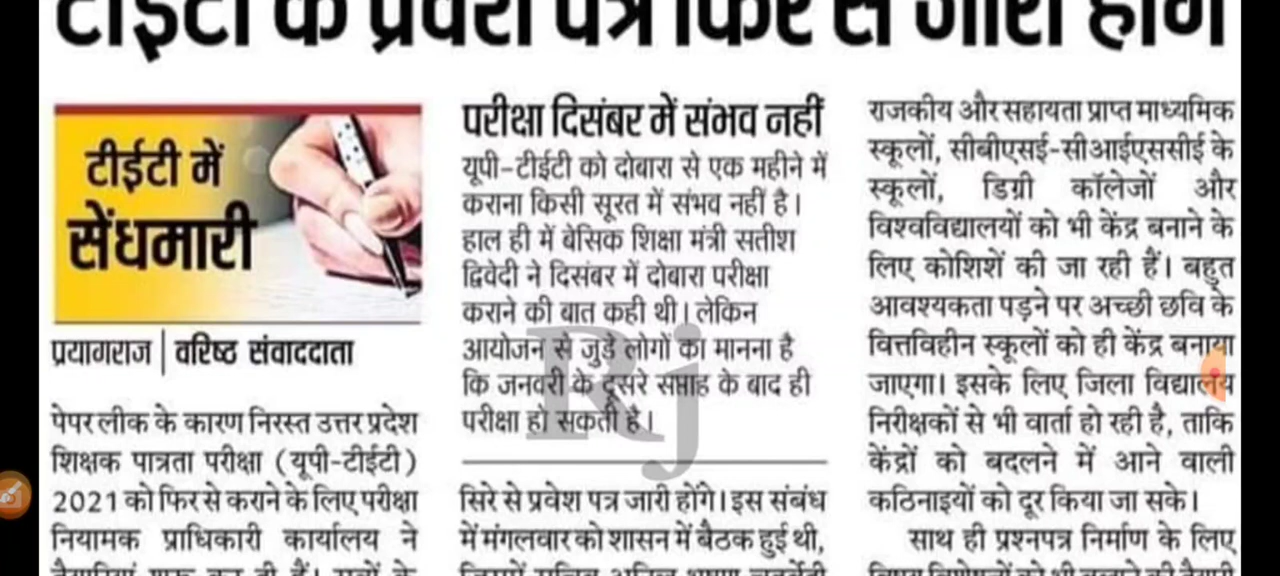 टीईटी के प्रवेश पत्र फिर से जारी होंगे
टीईटी में
सेंधमारी
प्रयागराज | वरिष्ठ संवाददाता
पेपर लीक के कारण निरस्त उत्तर प्रदेश
शिक्षक पात्रता परीक्षा (यूपी-टीईटी)
2021 को फिर से कराने के लिए परीक्षा
नियामक प्राधिकारी कार्यालय ने
परीक्षा दिसंबर में संभव नहीं
यूपी-टीईटी को दोबारा से एक महीने में
कराना किसी सूरत में संभव नहीं है।
हाल ही में बेसिक शिक्षा मंत्री सतीश
द्विवेदी ने दिसंबर में दोबारा परीक्षा
कराने की बात कही थी। लेकिन
आयोजन से जुड़े लोगों का मानना है
कि जनवरी के दूसरे सप्ताह के बाद ही
परीक्षा हो सकती है।
सिरे से प्रवेश पत्र जारी होंगे। इस संबंध
में मंगलवार को शासन में बैठक हुई थी,
राजकीय और सहायता प्राप्त माध्यमिक
स्कूलों, सीबीएसई-सीआईएससीई के
स्कूलों, डिग्री कॉलेजों और
विश्वविद्यालयों को भी केंद्र बनाने के
लिए कोशिशें की जा रही हैं। बहुत
आवश्यकता पड़ने पर अच्छी छवि के
वित्तविहीन स्कूलों को ही केंद्र बनाया
जाएगा। इसके लिए जिला विद्यालय
निरीक्षकों से भी वार्ता हो रही है, ताकि
केंद्रों को बदलने में आने वाली
कठिनाइयों को दूर किया जा सके।
साथ ही प्रश्नपत्र निर्माण के लिए
Rj